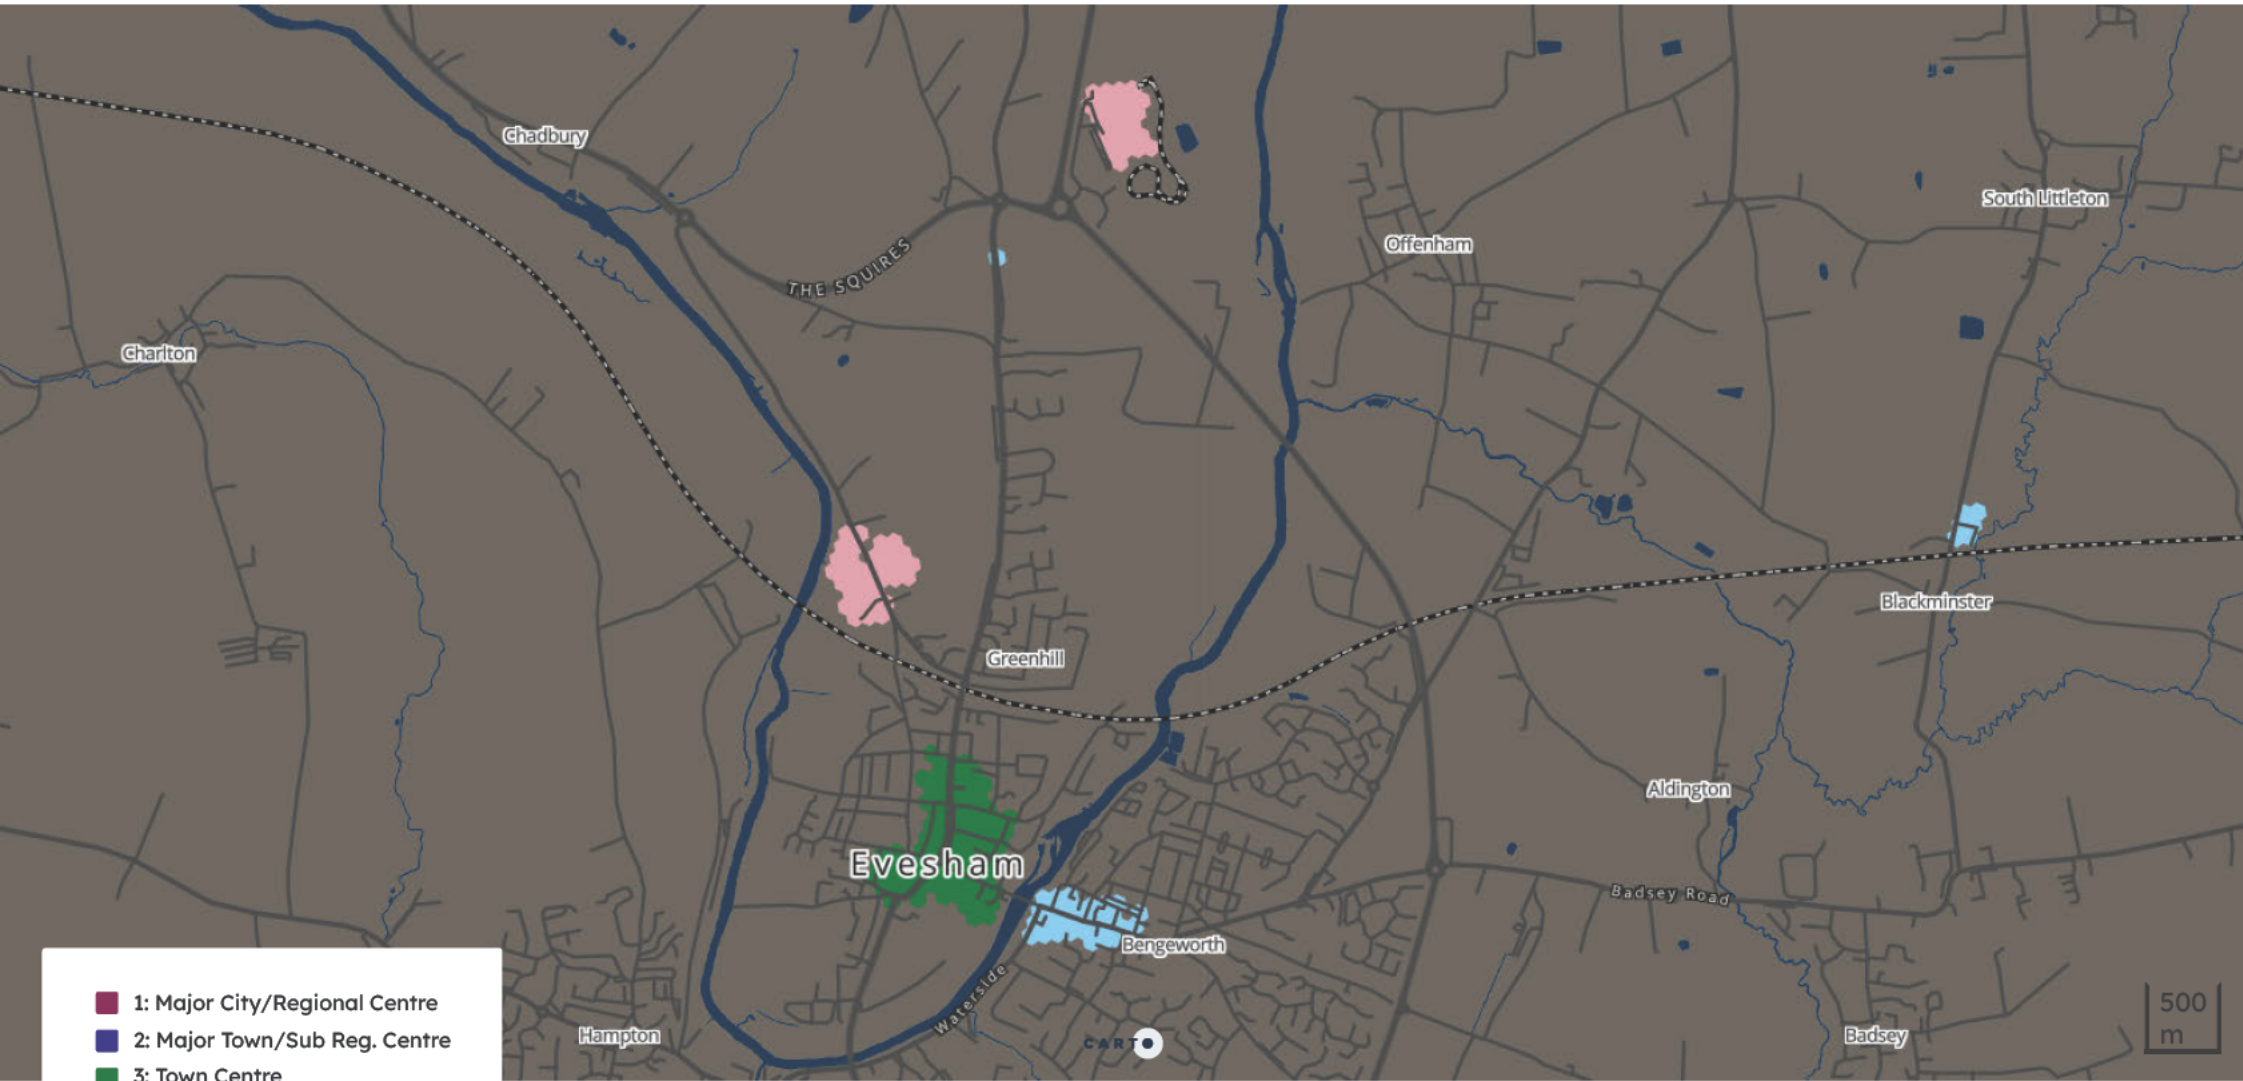 Chadbury
South Littleton
Offenham
THE SQUIRES
Charlton
Blackminster
Greenhill
Aldington
Evesham
Badsey Road
Bengeworth
1: Major City/Regional Centre
500
m
Waterside
Hampton
2: Major Town/Sub Reg. Centre
CARTO
Badsey
3: Town Centre